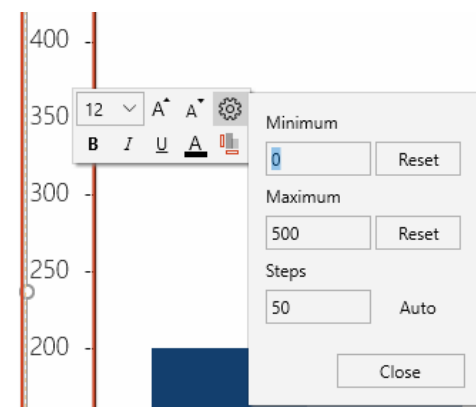 400
350
300
250
200
12 A A
B I U A
Minimum
0 Reset
Maximum
500 Reset
Steps
50 Auto
Close